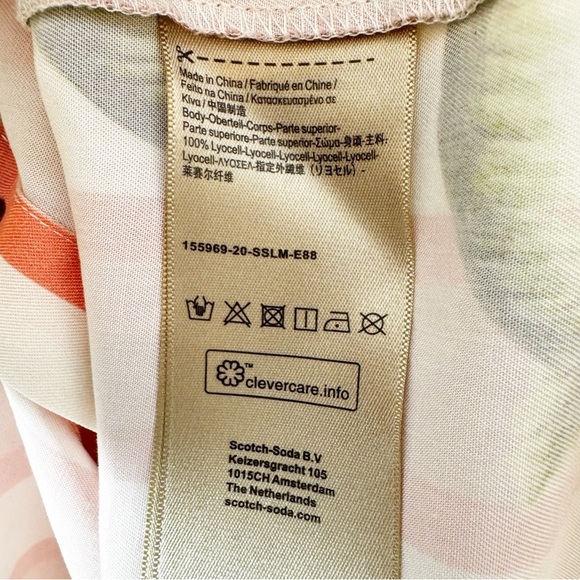 Made in China / Fabriqué en Chine /
Feito na China / Κατασκευασμένο σε
Κίνα / 中国制造
Body-Oberteil-Corps-Parte superior-
Parte superiore-Parte superior-Σώμα-身頃-主料:
100% Lyocell-Lyocell-Lyocell-Lyocell-Lyocell-
Lyocell-ΛΥΟΣΕΛ-指定外繊維 (リヨセル) -
莱赛尔纤维
155969-20-SSLM-E88
TM
clevercare.info
Scotch-Soda B.V
Keizersgracht 105
1015CH Amsterdam
The Netherlands
scotch-soda.com